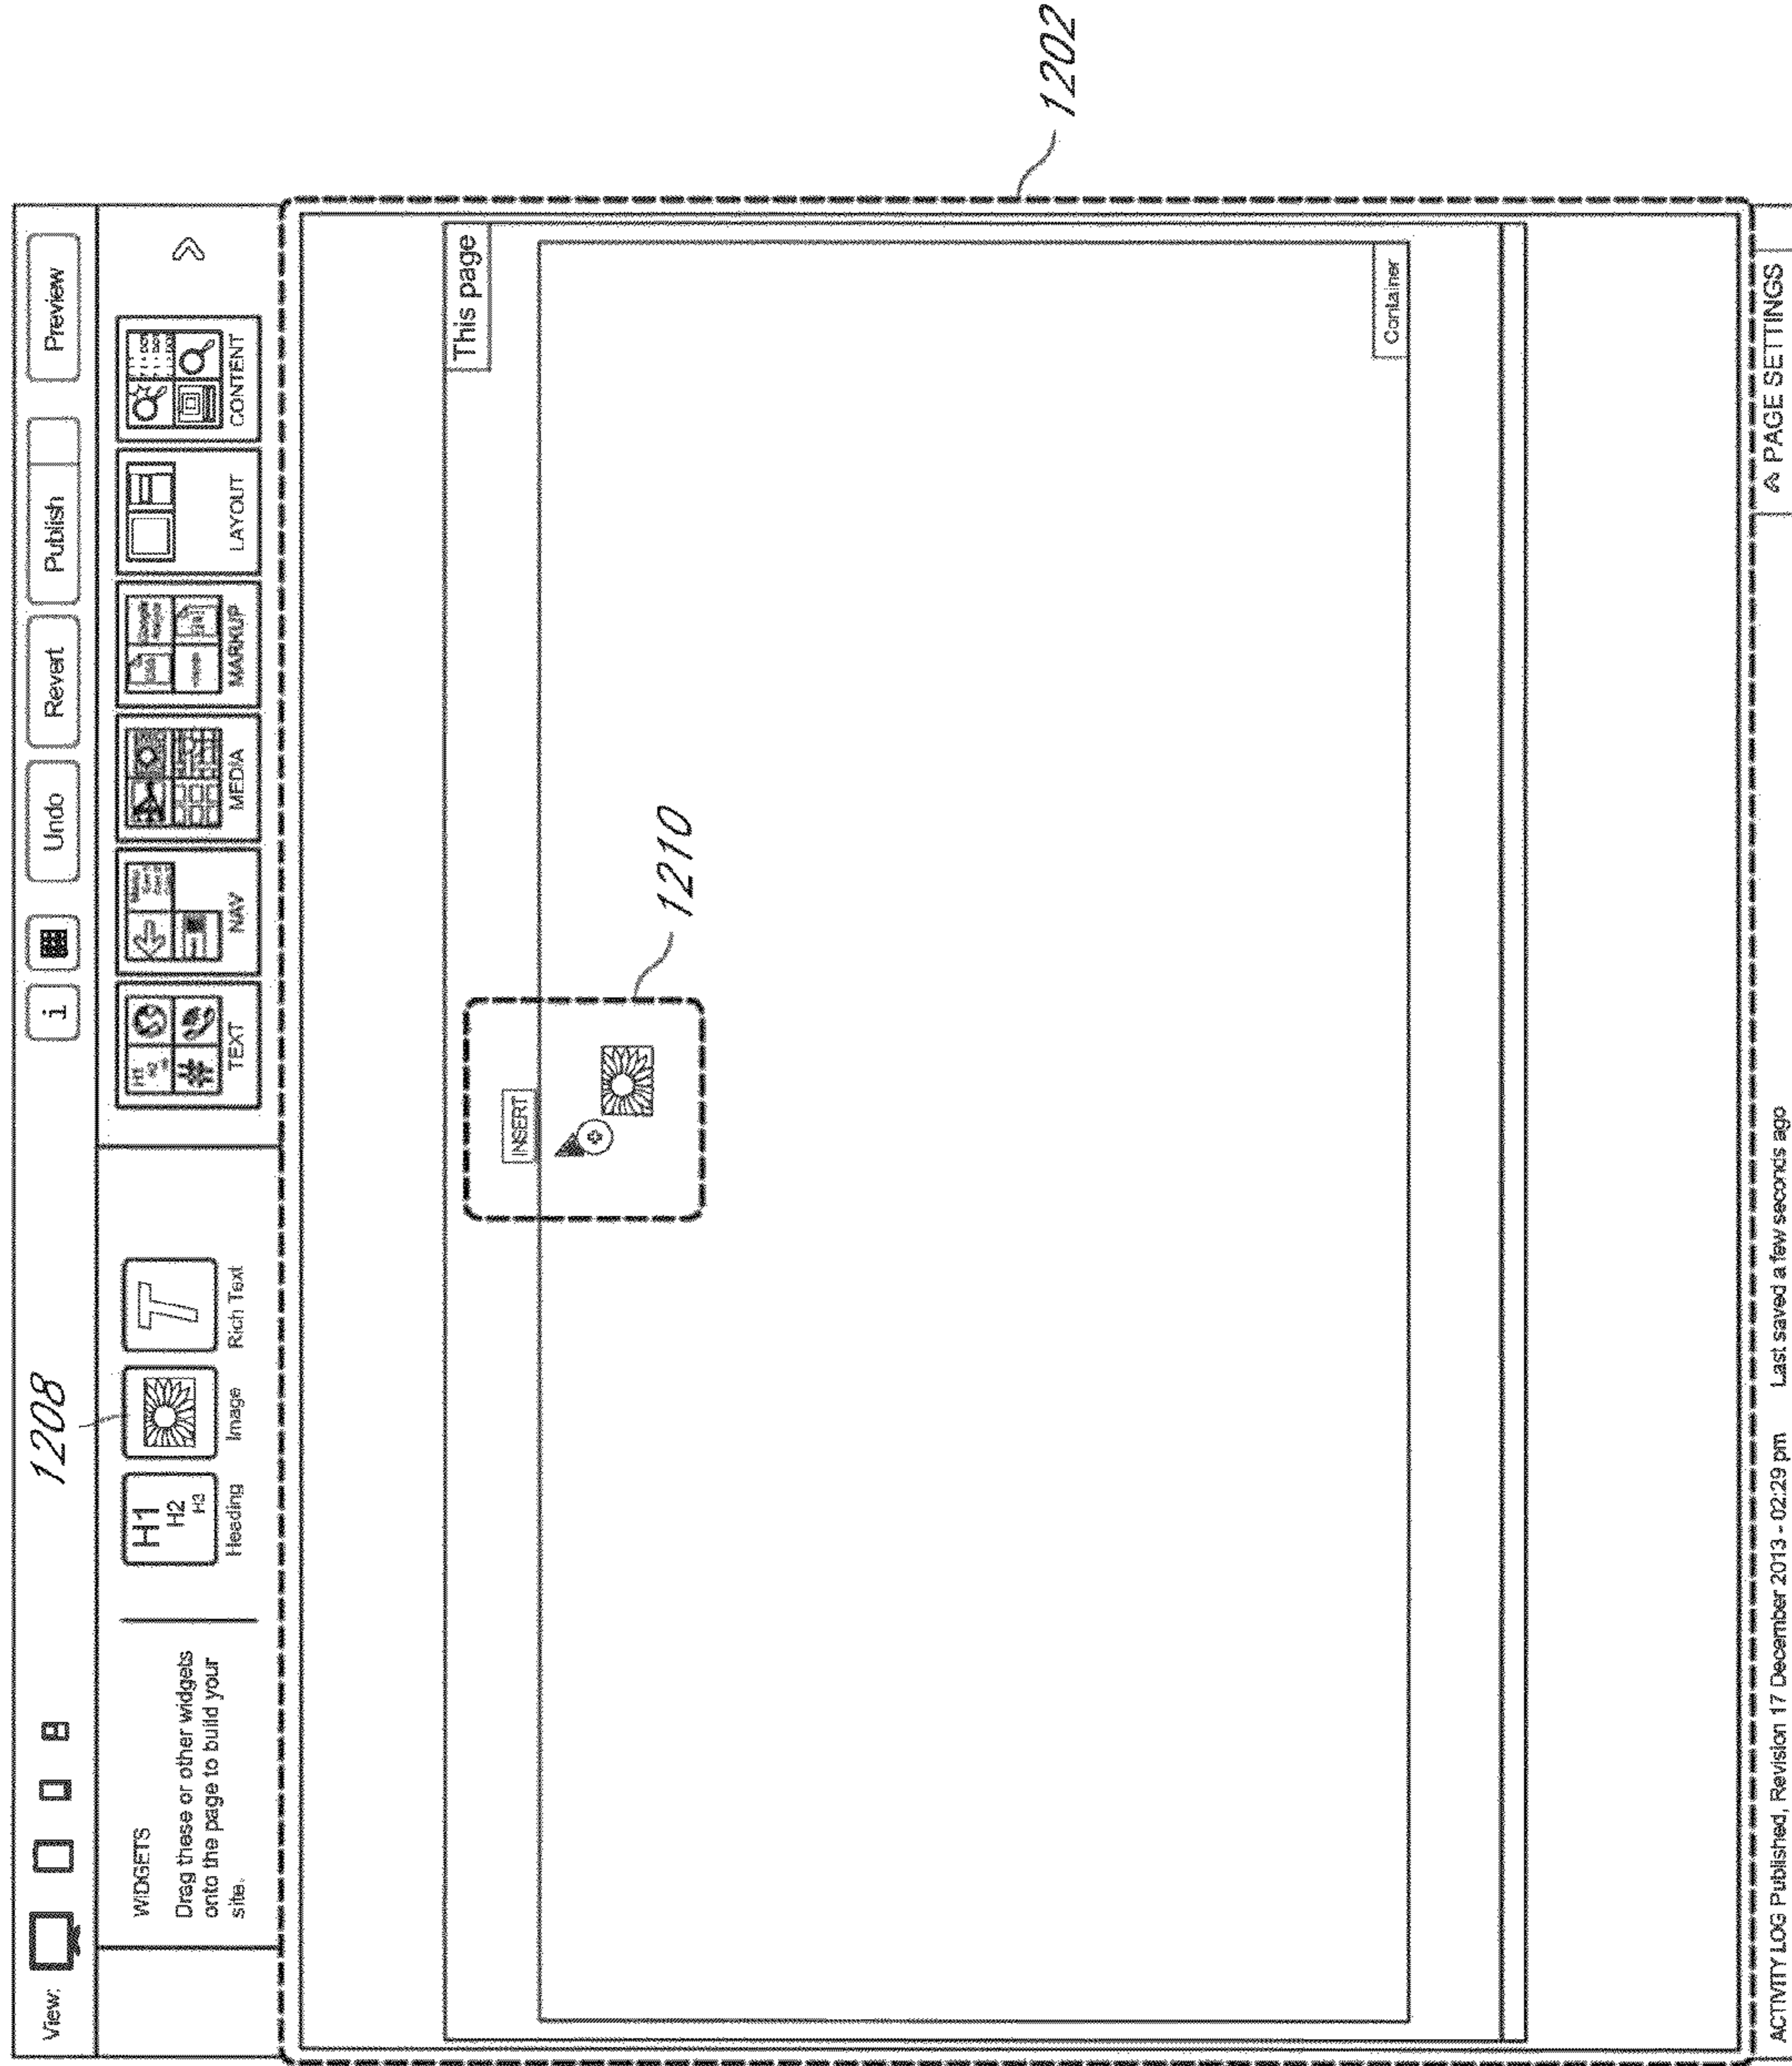 View:
i
Undo
Revert
Publish
Preview
1208
WIDGETS
Drag these or other widgets
onto the page to build your
site.
H1
H2
H3
Heading
Image
T
Rich Text
H1
H2
#
TEXT
NAV
MEDIA
MARKUP
LAYOUT
CONTENT
This page
INSERT
1210
Container
1202
ACTIVITY LOG Published, Revision 17 December 2013 - 02:29 pm Last saved a few seconds ago
PAGE SETTINGS